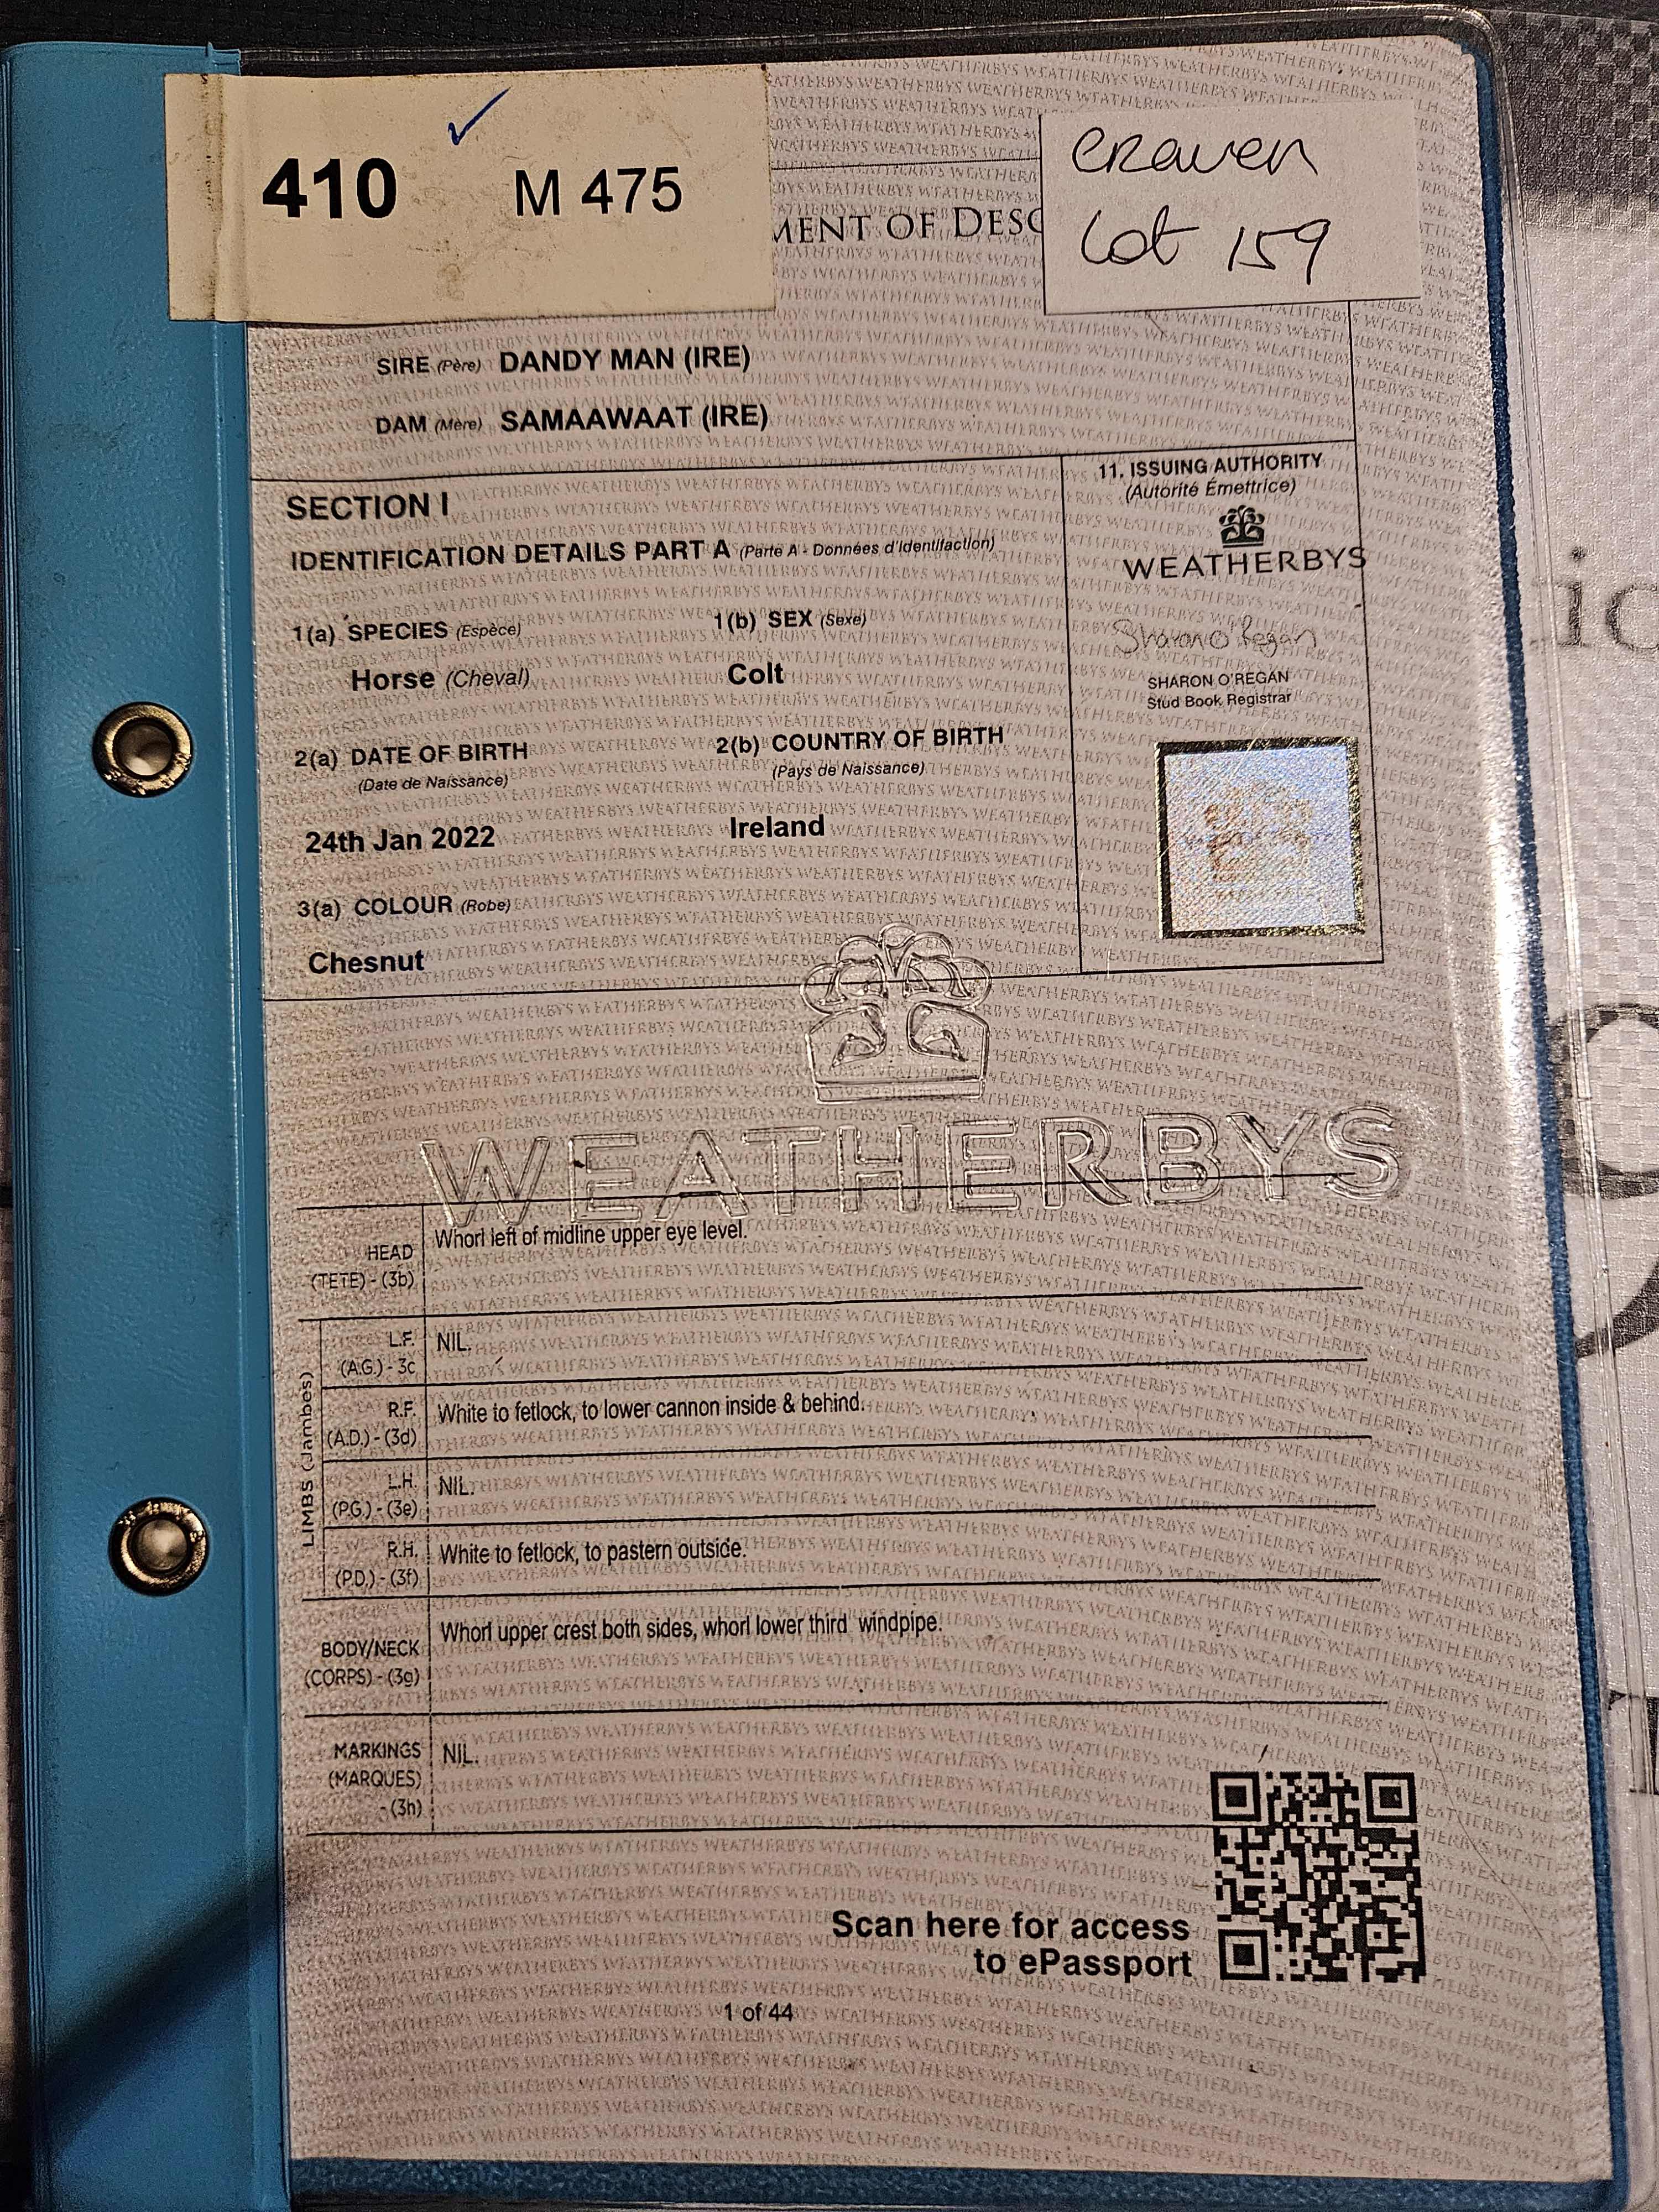 410 M 475
craven
Lot 159
MENT OF DESC
SIRE (Père) DANDY MAN (IRE)
DAM (Mère) SAMAAWAAT (IRE)
SECTION I
IDENTIFICATION DETAILS PART A (Parte A - Données d'Identifaction)
1(a) SPECIES (Espèce)
1(b) SEX (Sexe)
Horse (Cheval)
Colt
2(a) DATE OF BIRTH
(Date de Naissance)
2(b) COUNTRY OF BIRTH
(Pays de Naissance)
24th Jan 2022
Ireland
3(a) COLOUR (Robe)
Chesnut
11. ISSUING AUTHORITY
(Autorité Émettrice)
WEATHERBYS
Sharon O'Regan
SHARON O'REGAN
Stud Book Registrar
WEATHERBYS
HEAD
(TETE) - (3b)
Whorl left of midline upper eye level.
LIMBS (Jambes)
L.F.
(A.G.) - 3c
NIL.
R.F.
(A.D.) - (3d)
White to fetlock, to lower cannon inside & behind.
L.H.
(P.G.) - (3e)
NIL.
R.H.
(P.D.) - (3f)
White to fetlock, to pastern outside.
BODY/NECK
(CORPS) - (3g)
Whorl upper crest both sides, whorl lower third windpipe.
MARKINGS
(MARQUES)
- (3h)
NIL.
Scan here for access
to ePassport
1 of 44